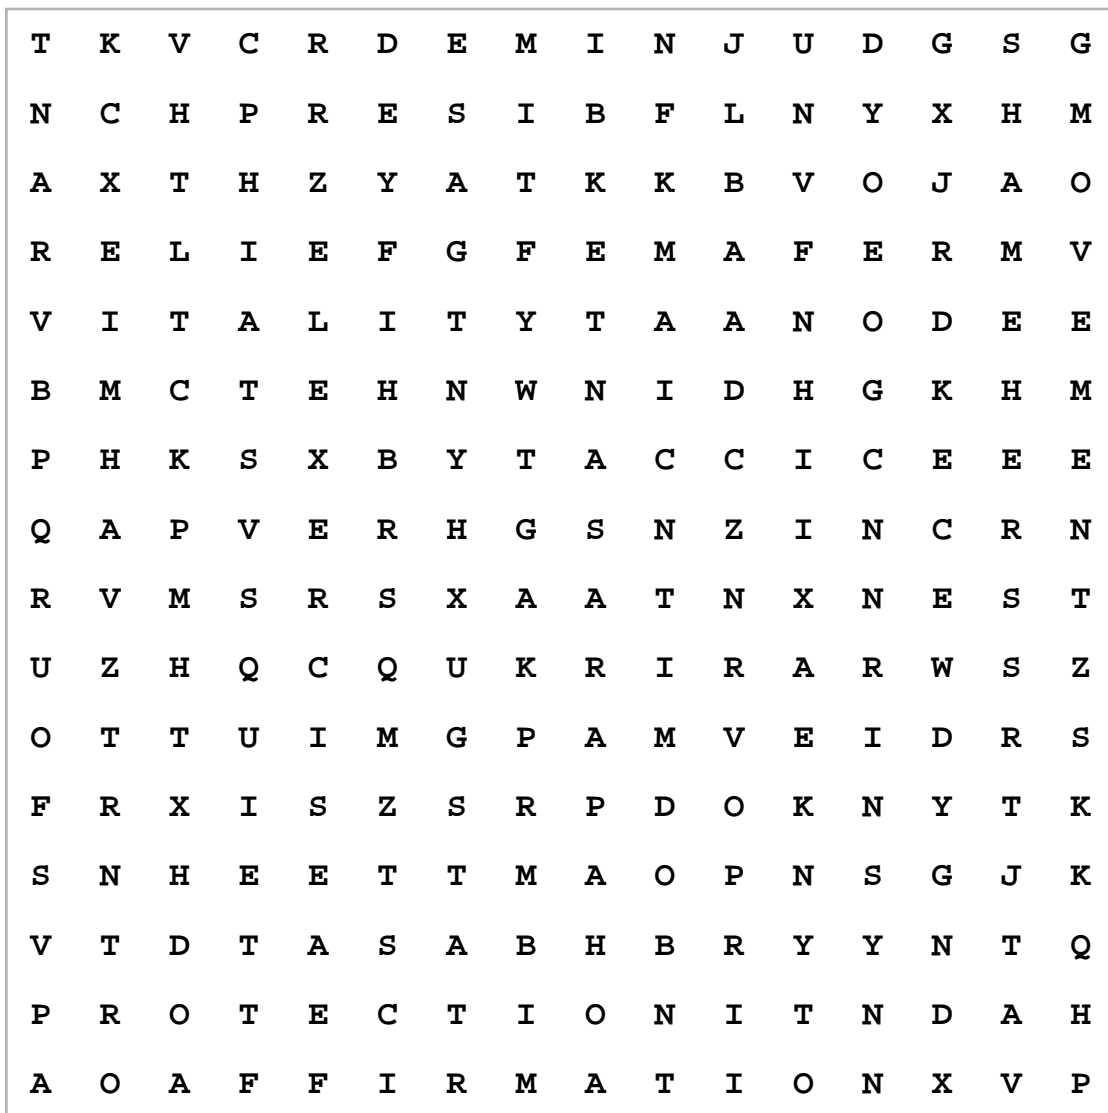 T K V C R D E M I N J U D G S G
N C H P R E S I B F L N Y X H M
A X T H Z Y A T K K B V O J A O
R E L I E F G F E M A F E R M V
V I T A L I T Y T A A N O D E E
B M C T E H N W N I D H G K H M
P H K S X B Y T A C C I C E E E
Q A P V E R H G S N Z I N C R N
R V M S R S X A A T N X N E S T
U Z H Q C Q U K R I R A R W S Z
O T T U I M G P A M V E I D R S
F R X I S Z S R P D O K N Y T K
S N H E E T T M A O P N S G J K
V T D T A S A B H B R Y Y N T Q
P R O T E C T I O N I T N D A H
A O A F F I R M A T I O N X V P